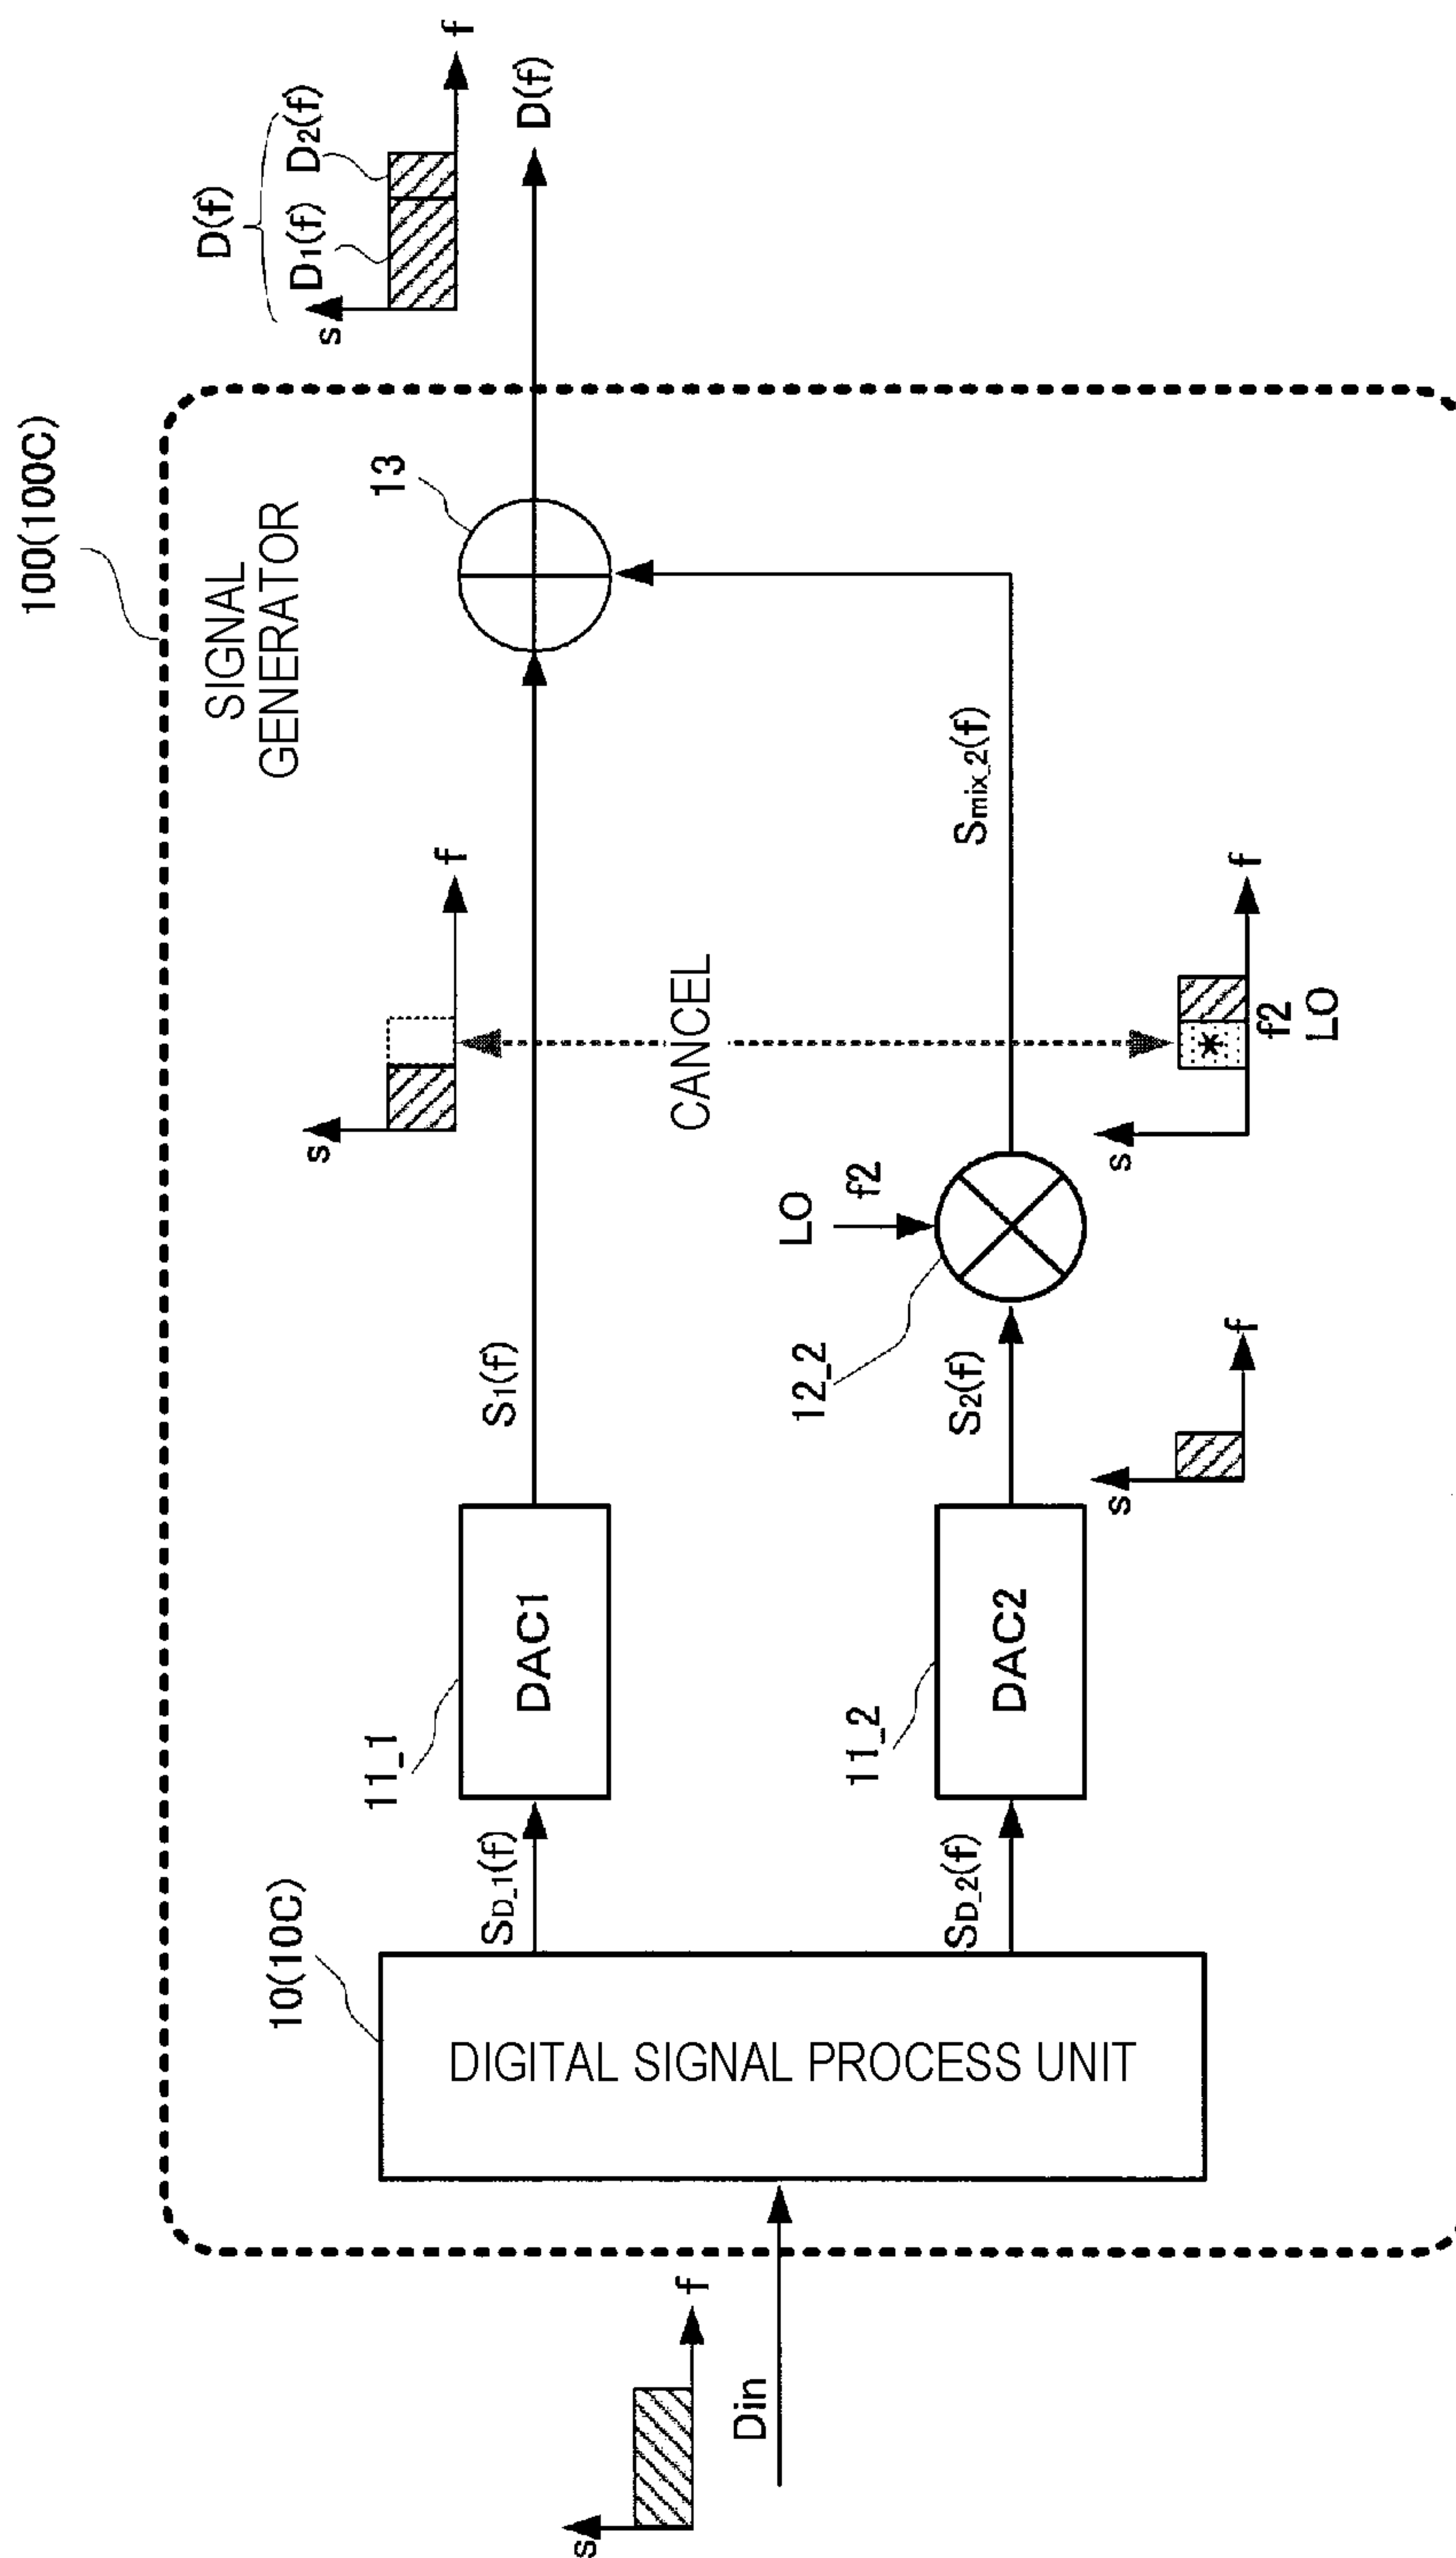 100(100C)
SIGNAL
GENERATOR
s
f
Din
10(10C)
DIGITAL SIGNAL PROCESS UNIT
SD_1(f)
SD_2(f)
11_1
DAC1
11_2
DAC2
S1(f)
S2(f)
s
f
12_2
LO
f2
s
f
CANCEL
s
*
f
f2
LO
Smix_2(f)
13
D(f)
D1(f)
D2(f)
s
f
D(f)